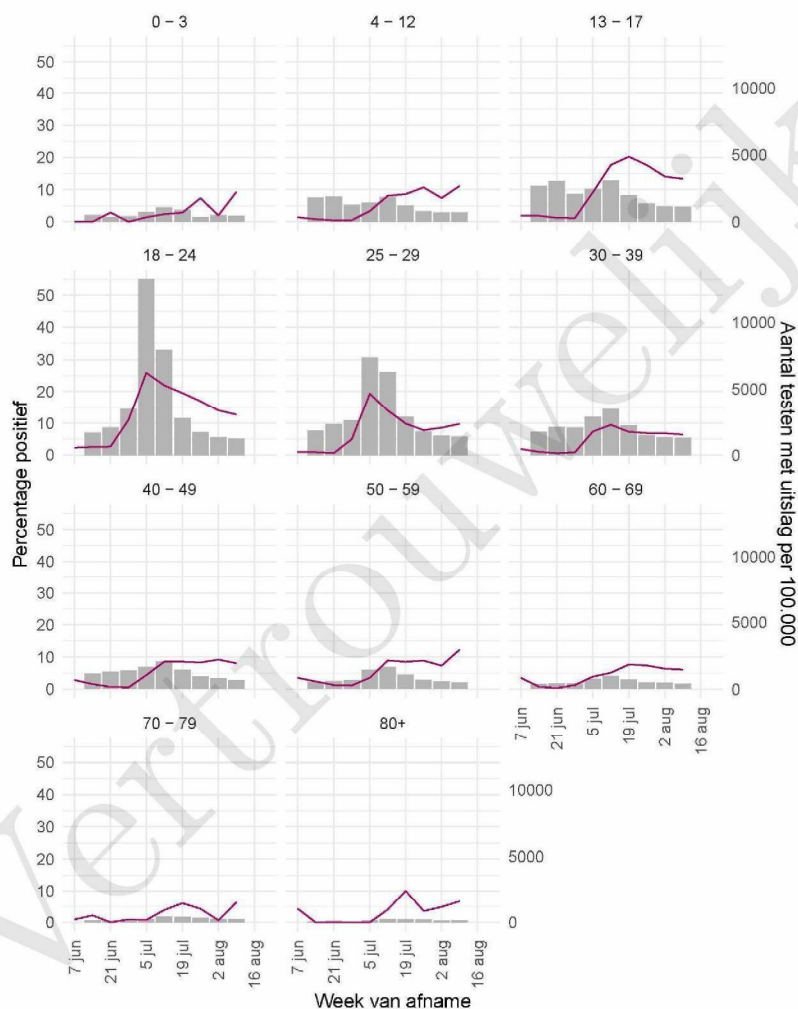 0 – 3
4 – 12
13 – 17
50
40
30
20
10
0
10000
5000
0
18 – 24
25 – 29
30 – 39
50
40
30
20
10
0
10000
5000
0
40 – 49
50 – 59
60 – 69
50
40
30
20
10
0
10000
5000
0
70 – 79
80+
7 jun
21 jun
5 jul
19 jul
2 aug
16 aug
50
40
30
20
10
0
10000
5000
0
7 jun
21 jun
5 jul
19 jul
2 aug
16 aug
7 jun
21 jun
5 jul
19 jul
2 aug
16 aug
Percentage positief
Aantal testen met uitslag per 100.000
Week van afname
Vertrouwelijk